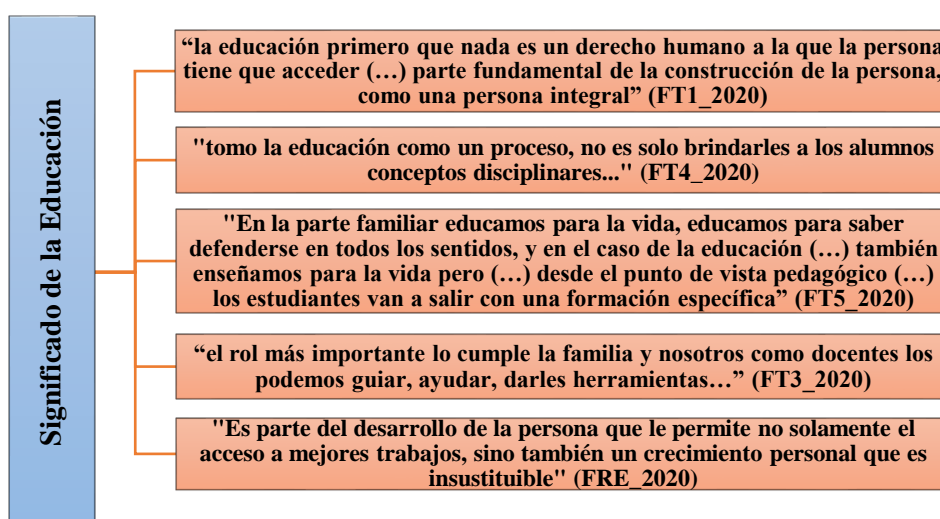 Significado de la Educación
“la educación primero que nada es un derecho humano a la que la persona
tiene que acceder (…) parte fundamental de la construcción de la persona,
como una persona integral” (FT1_2020)
"tomo la educación como un proceso, no es solo brindarles a los alumnos
conceptos disciplinares..." (FT4_2020)
"En la parte familiar educamos para la vida, educamos para saber
defenderse en todos los sentidos, y en el caso de la educación (…) también
enseñamos para la vida pero (…) desde el punto de vista pedagógico (…)
los estudiantes van a salir con una formación específica” (FT5_2020)
“el rol más importante lo cumple la familia y nosotros como docentes los
podemos guiar, ayudar, darles herramientas…” (FT3_2020)
"Es parte del desarrollo de la persona que le permite no solamente el
acceso a mejores trabajos, sino también un crecimiento personal que es
insustituible" (FRE_2020)